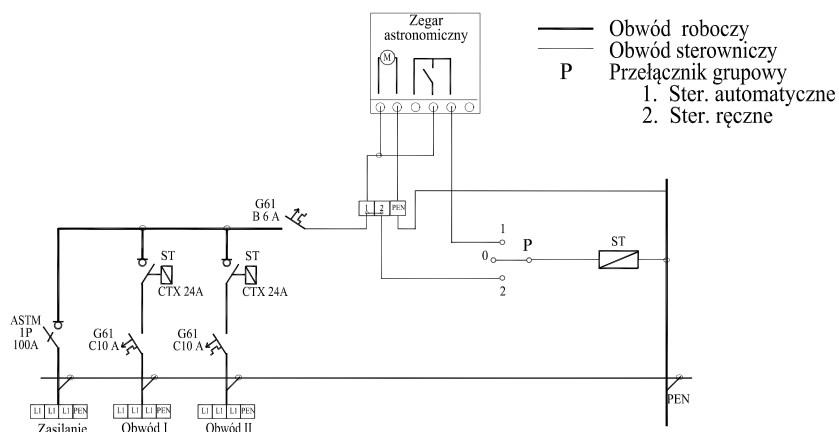 Zegar
astronomiczny
M
Obwód roboczy
Obwód sterowniczy
P Przełącznik grupowy
1. Ster. automatyczne
2. Ster. ręczne
G61
B 6 A
1 2 PEN
1
0
P
2
ST
ST
CTX 24A
ST
CTX 24A
ASTM
1P
100A
G61
C10 A
G61
C10 A
PEN
L1 L1 L1 PEN
L1 L1 L1 PEN
L1 L1 L1 PEN
Zasilanie
Obwód I
Obwód II